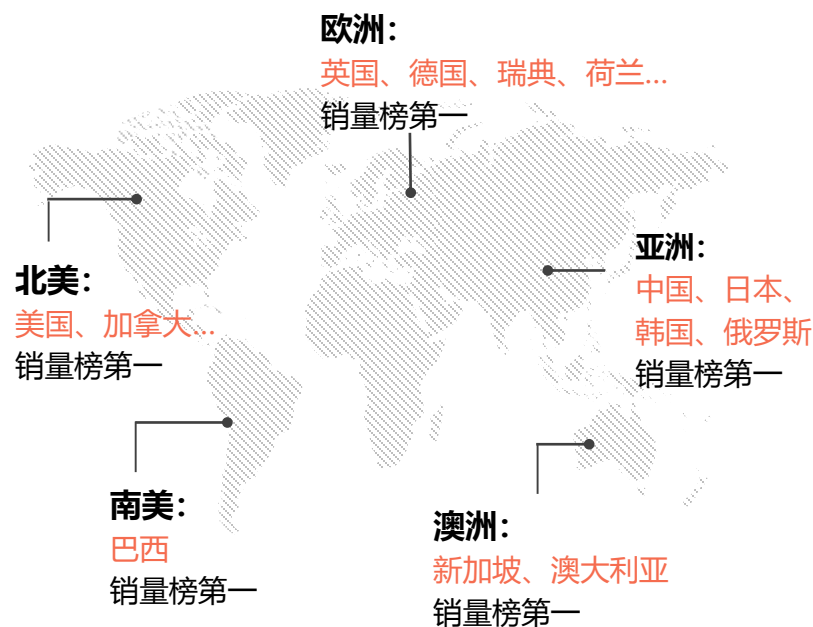 欧洲：
英国、德国、瑞典、荷兰...
销量榜第一
北美：
美国、加拿大...
销量榜第一
亚洲：
中国、日本、
韩国、俄罗斯
销量榜第一
南美：
巴西
销量榜第一
澳洲：
新加坡、澳大利亚
销量榜第一